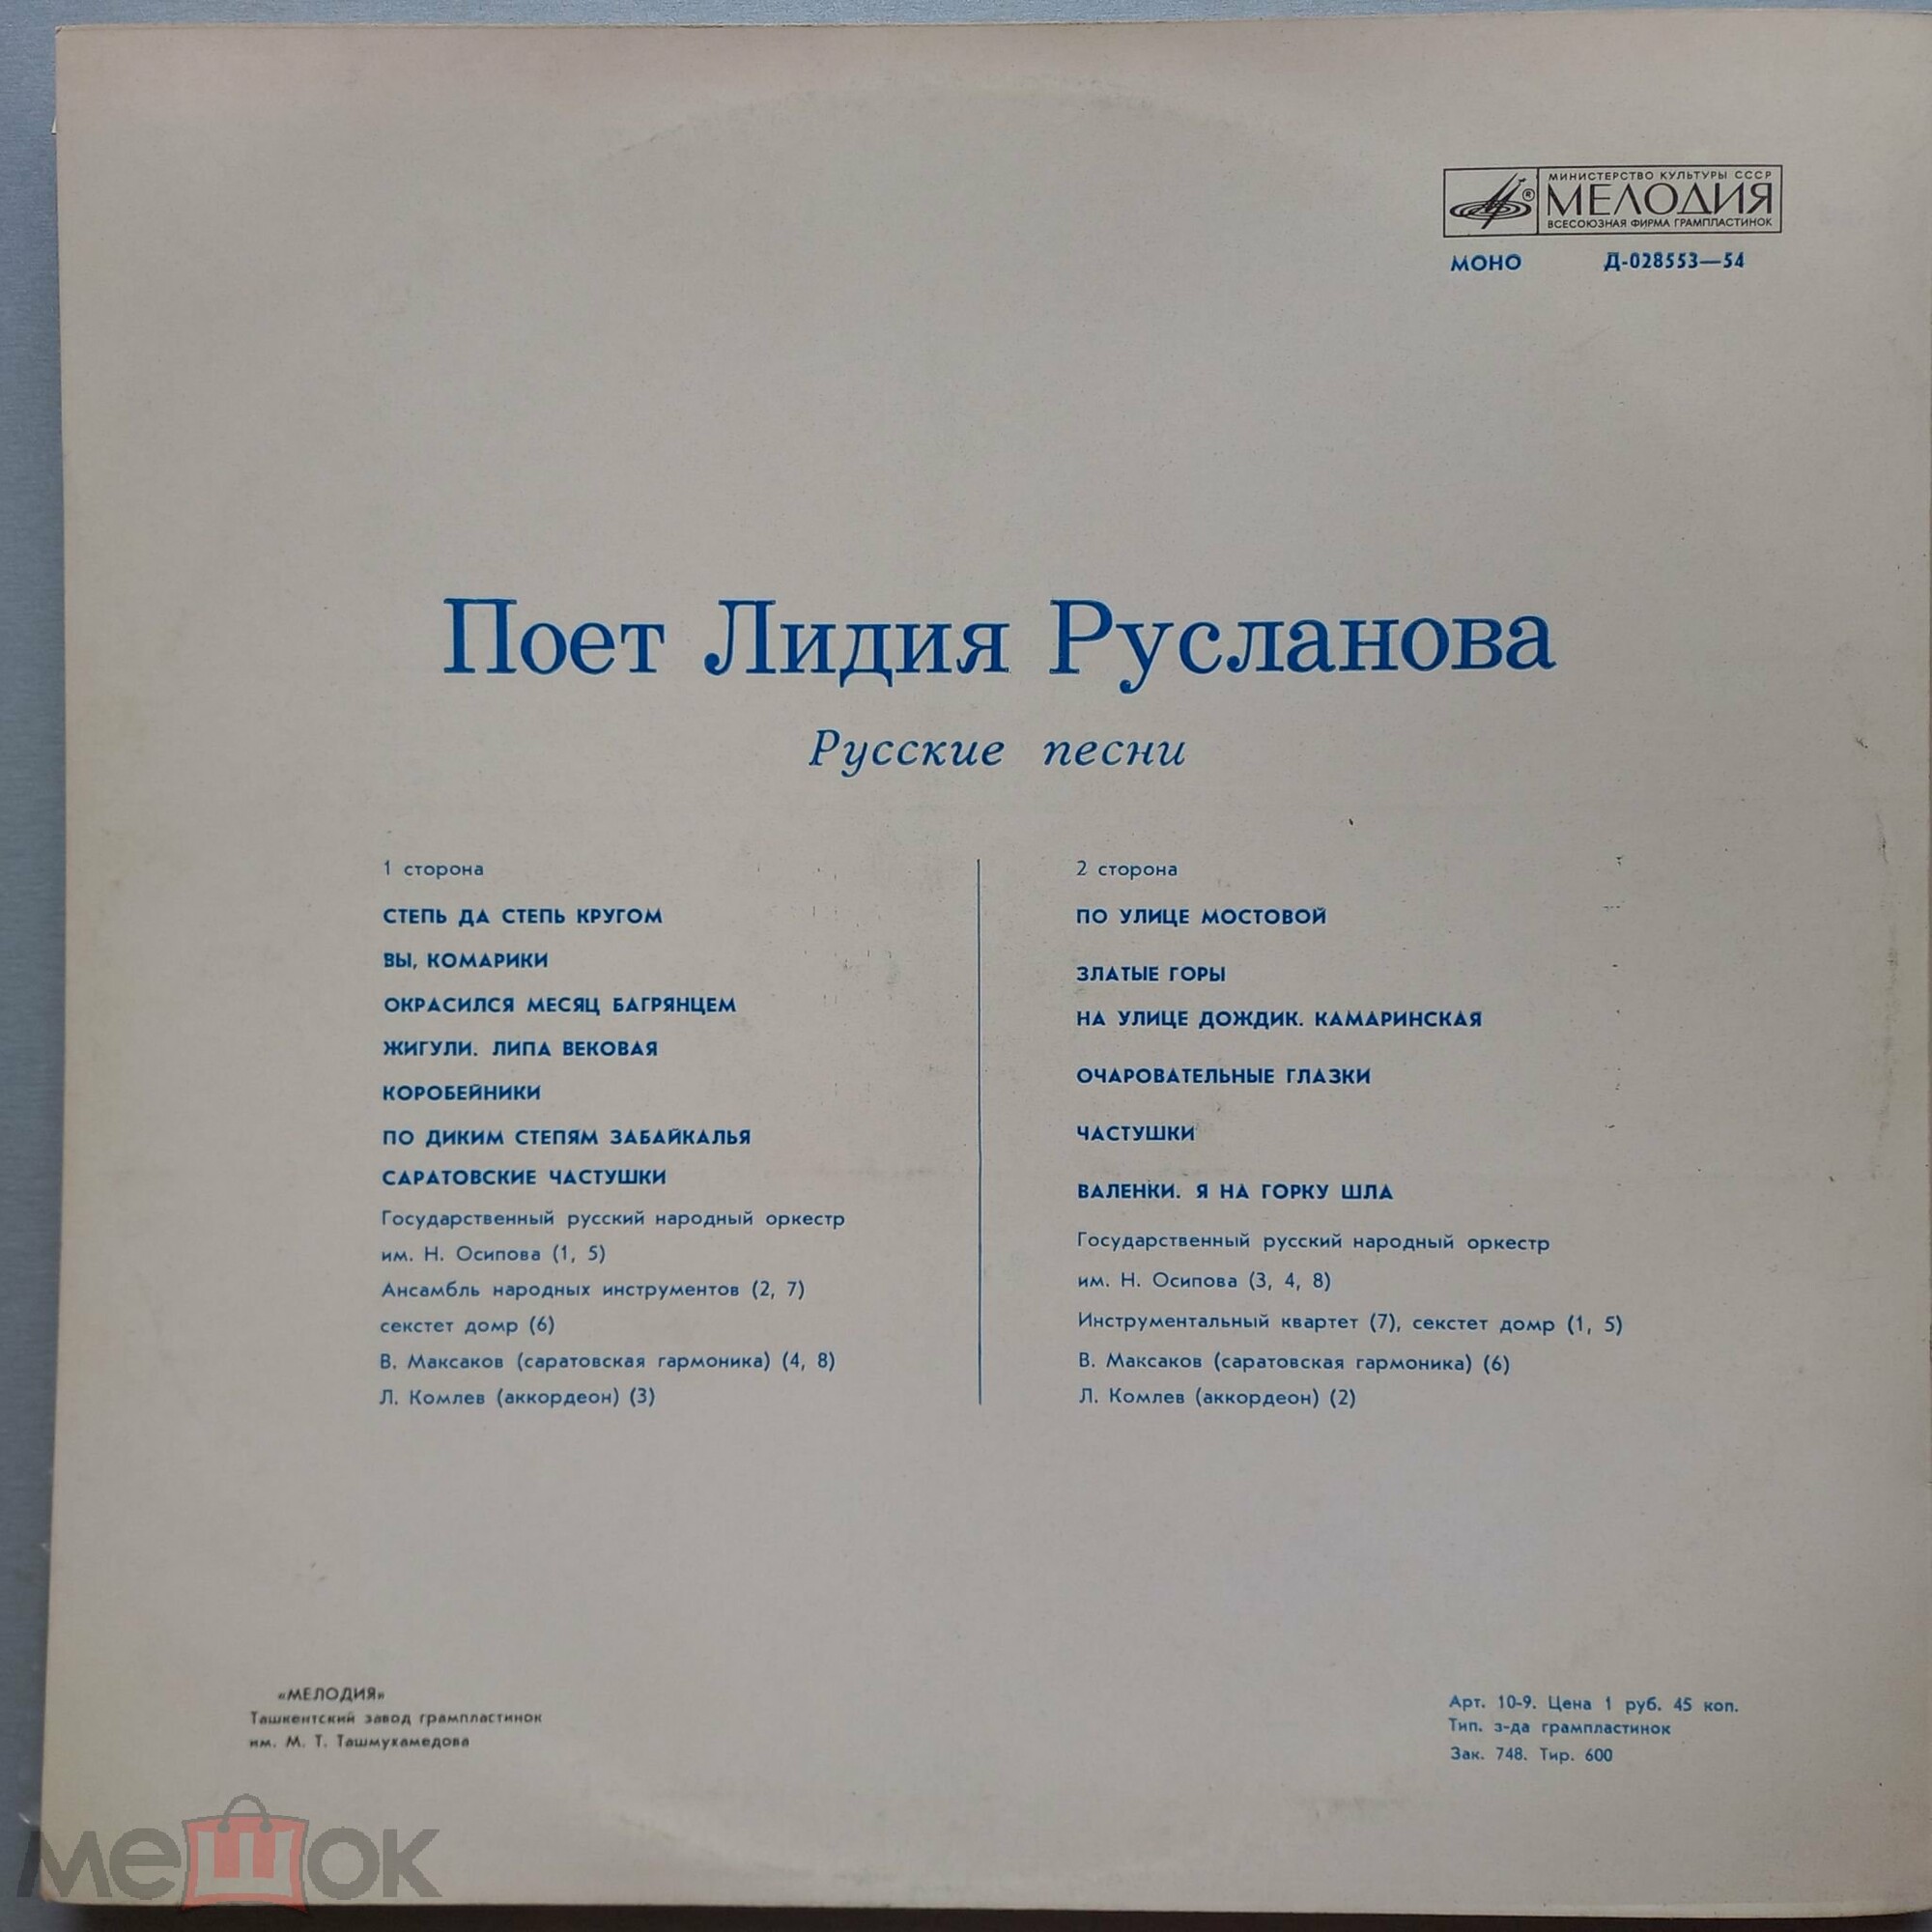 МИНИСТЕРСТВО КУЛЬТУРЫ СССР
МЕЛОДИЯ
ВСЕСОЮЗНАЯ ФИРМА ГРАМПЛАСТИНОК
МОНО Д-028553—54
Поет Лидия Русланова
Русские песни
1 сторона
СТЕПЬ ДА СТЕПЬ КРУГОМ
ВЫ, КОМАРИКИ
ОКРАСИЛСЯ МЕСЯЦ БАГРЯНЦЕМ
ЖИГУЛИ. ЛИПА ВЕКОВАЯ
КОРОБЕЙНИКИ
ПО ДИКИМ СТЕПЯМ ЗАБАЙКАЛЬЯ
САРАТОВСКИЕ ЧАСТУШКИ
Государственный русский народный оркестр
им. Н. Осипова (1, 5)
Ансамбль народных инструментов (2, 7)
секстет домр (6)
В. Максаков (саратовская гармоника) (4, 8)
Л. Комлев (аккордеон) (3)
2 сторона
ПО УЛИЦЕ МОСТОВОЙ
ЗЛАТЫЕ ГОРЫ
НА УЛИЦЕ ДОЖДИК. КАМАРИНСКАЯ
ОЧАРОВАТЕЛЬНЫЕ ГЛАЗКИ
ЧАСТУШКИ
ВАЛЕНКИ. Я НА ГОРКУ ШЛА
Государственный русский народный оркестр
им. Н. Осипова (3, 4, 8)
Инструментальный квартет (7), секстет домр (1, 5)
В. Максаков (саратовская гармоника) (6)
Л. Комлев (аккордеон) (2)
«МЕЛОДИЯ»
Ташкентский завод грампластинок
им. М. Т. Ташмухамедова
Арт. 10-9. Цена 1 руб. 45 коп.
Тип. з-да грампластинок
Зак. 748. Тир. 600
мешок